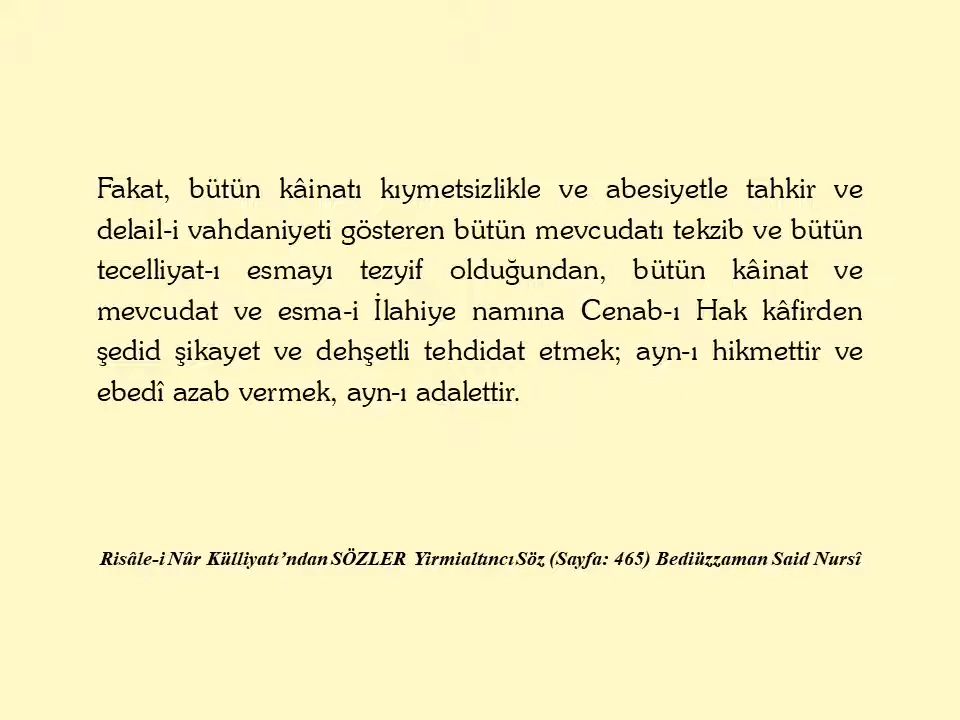 Fakat, bütün kâinatı kıymetsizlikle ve abesiyetle tahkir ve
delail-i vahdaniyeti gösteren bütün mevcudatı tekzib ve bütün
tecelliyat-ı esmayı tezyif olduğundan, bütün kâinat ve
mevcudat ve esma-i İlahiye namına Cenab-ı Hak kâfirden
şedid şikayet ve dehşetli tehdidat etmek; ayn-ı hikmettir ve
ebedî azab vermek, ayn-ı adalettir.
Risâle-i Nûr Külliyatı’ndan SÖZLER Yirmialtıncı Söz (Sayfa: 465) Bediüzzaman Said Nursî